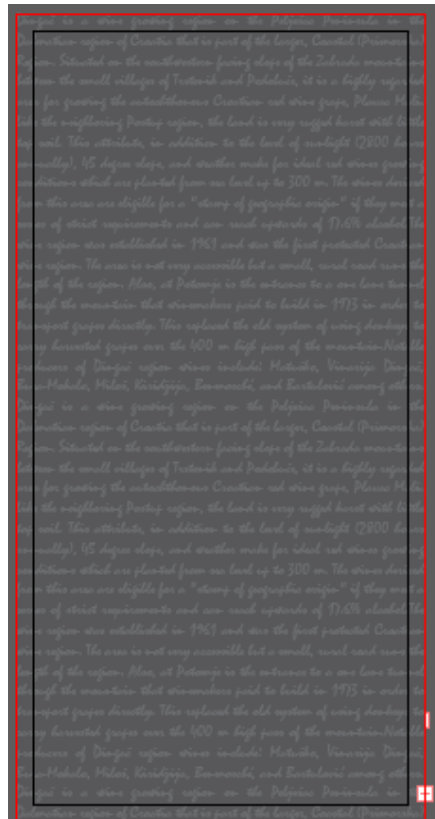 Dingač is a wine growing region on the Pelješac Peninsula in the
Dalmatian region of Croatia that is part of the larger, Coastal (Primorska)
Region. Situated on the southwestern facing slope of the Zabrada mountains
between the small villages of Trstenik and Podobuče, it is a highly regarded
area for growing the autochthonous Croatian red wine grape, Plavac Mali.
Like the neighboring Postup region, the land is very rugged karst with little
top soil. This attribute, in addition to the level of sunlight (2800 hours
annually), 45 degree slope, and weather make for ideal red wines growing
conditions which are planted from sea level up to 300 m. The wines derived
from this area are eligible for a "stamp of geographic origin" if they meet a
series of strict requirements and can reach upwards of 17.6% alcohol. The
wine region was established in 1961 and was the first protected Croatian
wine region. The area is not very accessible but a small, rural road runs the
length of the region. Also, at Potomje is the entrance to a one lane tunnel
through the mountain that winemakers paid to build in 1973 in order to
transport grapes directly. This replaced the old system of using donkeys to
carry harvested grapes over the 400 m high pass of the mountain. Notable
producers of Dingač region wines include: Matuško, Vinarija Dingač,
Bura-Mokalo, Miloš, Kiridžija, Bosmocchi, and Bartulović among others.
Dingač is a wine growing region on the Pelješac Peninsula in the
Dalmatian region of Croatia that is part of the larger, Coastal (Primorska)
Region. Situated on the southwestern facing slope of the Zabrada mountains
between the small villages of Trstenik and Podobuče, it is a highly regarded
area for growing the autochthonous Croatian red wine grape, Plavac Mali.
Like the neighboring Postup region, the land is very rugged karst with little
top soil. This attribute, in addition to the level of sunlight (2800 hours
annually), 45 degree slope, and weather make for ideal red wines growing
conditions which are planted from sea level up to 300 m. The wines derived
from this area are eligible for a "stamp of geographic origin" if they meet a
series of strict requirements and can reach upwards of 17.6% alcohol. The
wine region was established in 1961 and was the first protected Croatian
wine region. The area is not very accessible but a small, rural road runs the
length of the region. Also, at Potomje is the entrance to a one lane tunnel
through the mountain that winemakers paid to build in 1973 in order to
transport grapes directly. This replaced the old system of using donkeys to
carry harvested grapes over the 400 m high pass of the mountain. Notable
producers of Dingač region wines include: Matuško, Vinarija Dingač,
Bura-Mokalo, Miloš, Kiridžija, Bosmocchi, and Bartulović among others.
Dingač is a wine growing region on the Pelješac Peninsula in the
Dalmatian region of Croatia that is part of the larger, Coastal (Primorska)